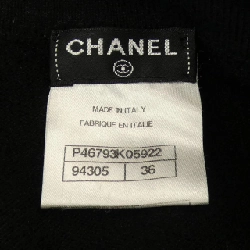 CHANEL
MADE IN ITALY
FABRIQUE EN ITALIE
P46793K05922
94305 36